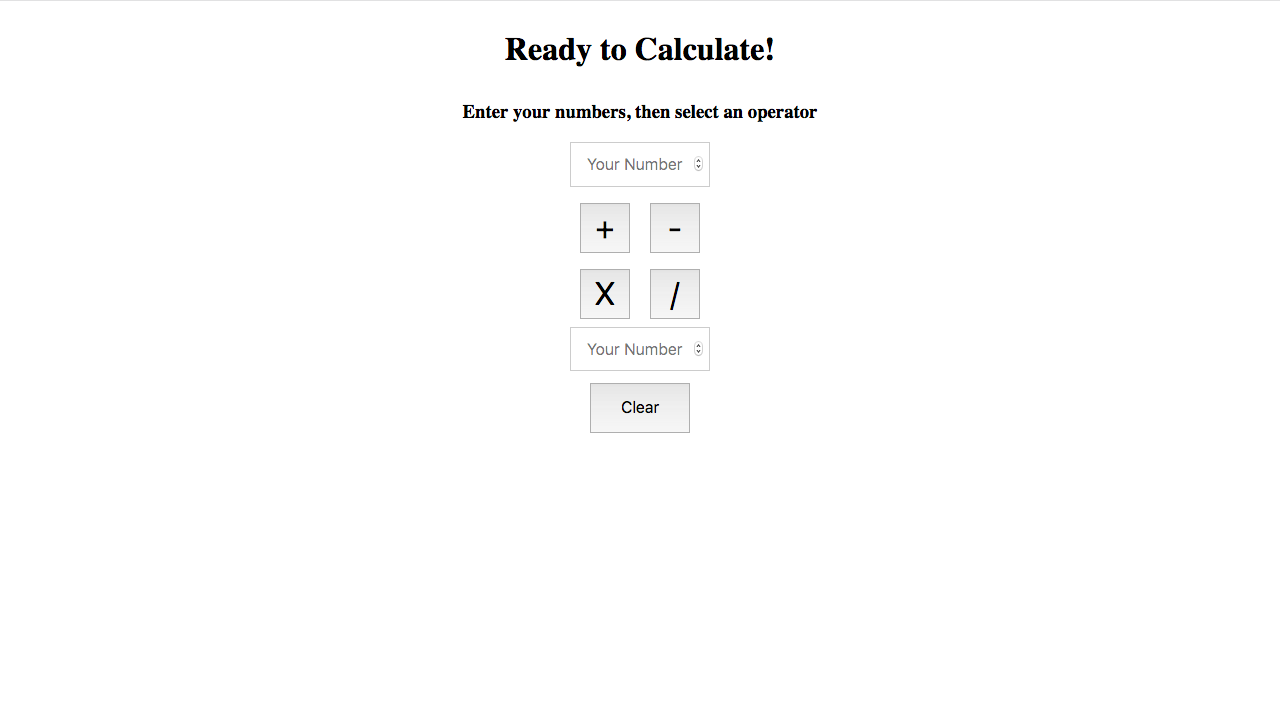 Ready to Calculate!
Enter your numbers, then select an operator
Your Number
+ -
X /
Your Number
Clear